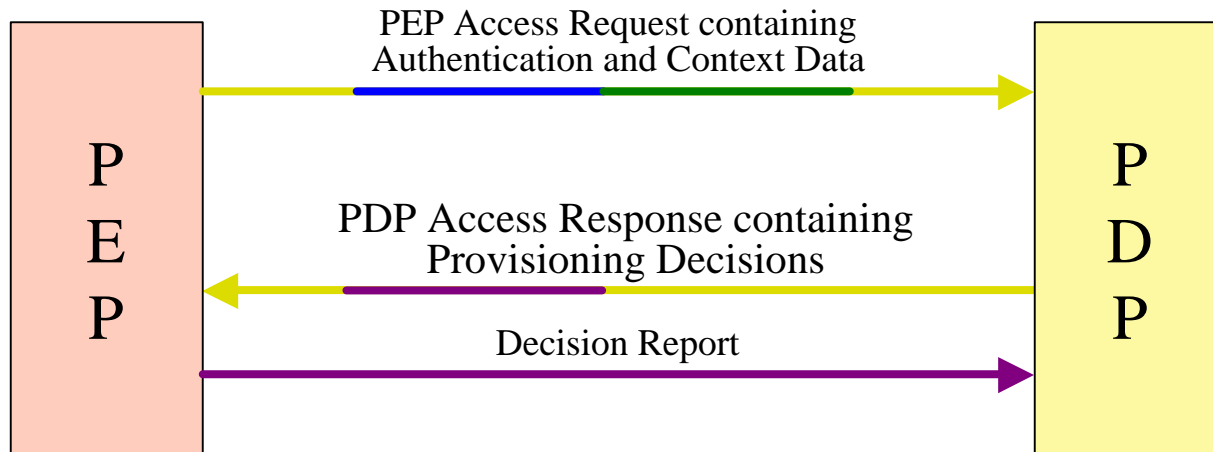 PEP Access Request containing
Authentication and Context Data
P
E
P
PDP Access Response containing
Provisioning Decisions
Decision Report
P
D
P